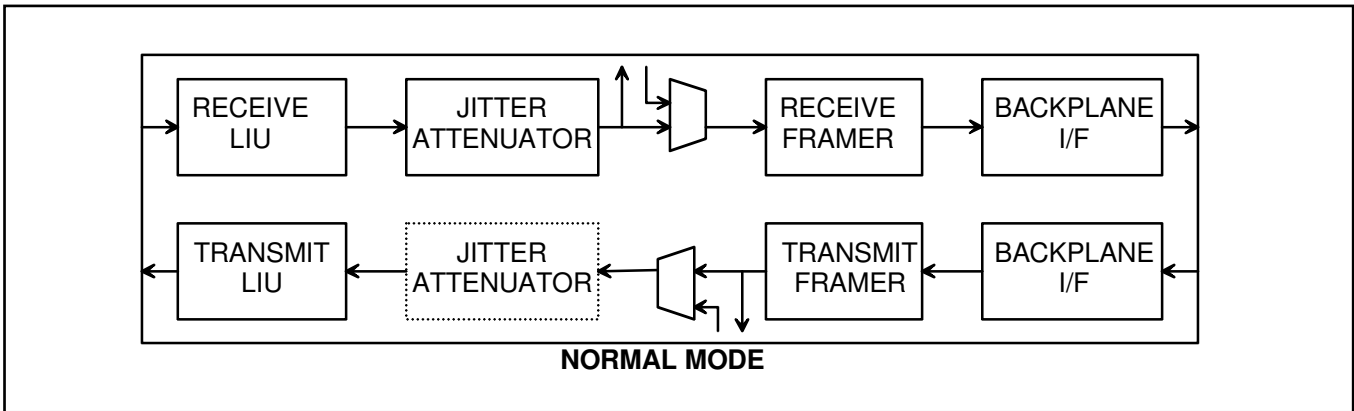 RECEIVE
LIU
JITTER
ATTENUATOR
RECEIVE
FRAMER
BACKPLANE
I/F
TRANSMIT
LIU
JITTER
ATTENUATOR
TRANSMIT
FRAMER
BACKPLANE
I/F
NORMAL MODE